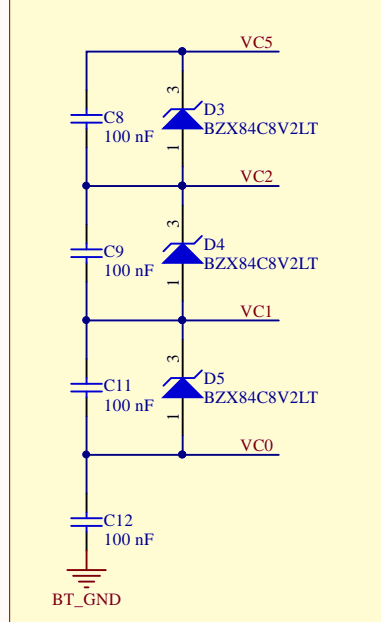 VC5
3
C8
D3
100 nF
BZX84C8V2LT
1
VC2
3
C9
D4
100 nF
BZX84C8V2LT
1
VC1
3
C11
D5
100 nF
BZX84C8V2LT
1
VC0
C12
100 nF
BT_GND